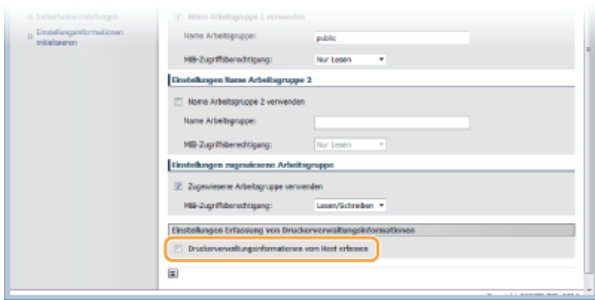 Sicherheitseinstellungen
Einstellungsinformationen
initialisieren
Name Arbeitsgruppe 1 verwenden
Name Arbeitsgruppe: public
MIB-Zugriffsberechtigung: Nur Lesen
Einstellungen Name Arbeitsgruppe 2
Name Arbeitsgruppe 2 verwenden
Name Arbeitsgruppe:
MIB-Zugriffsberechtigung: Nur Lesen
Einstellungen zugewiesene Arbeitsgruppe
Zugewiesene Arbeitsgruppe verwenden
MIB-Zugriffsberechtigung: Lesen/Schreiben
Einstellungen Erfassung von Druckerverwaltungsinformationen
Druckerverwaltungsinformationen vom Host erfassen